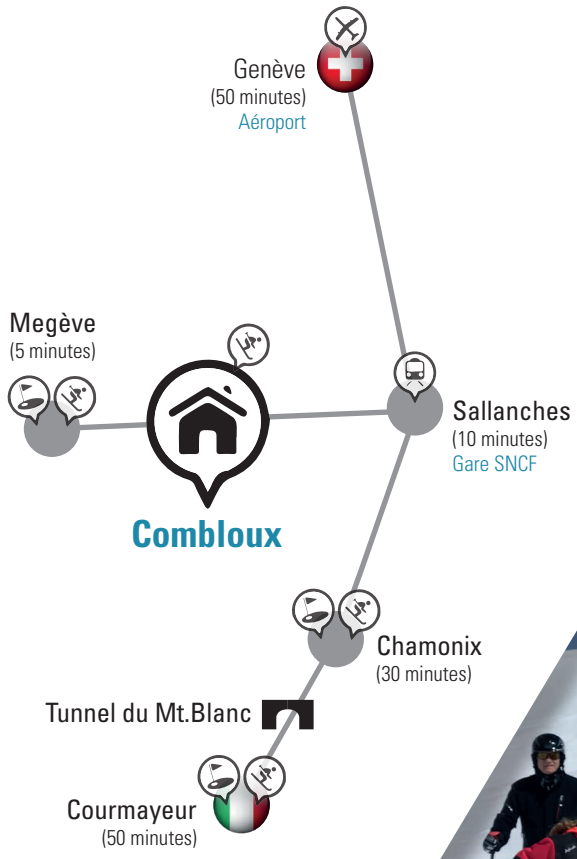 Genève
(50 minutes)
Aéroport
Megève
(5 minutes)
Sallanches
(10 minutes)
Gare SNCF
Combloux
Chamonix
(30 minutes)
Tunnel du Mt.Blanc
Courmayeur
(50 minutes)